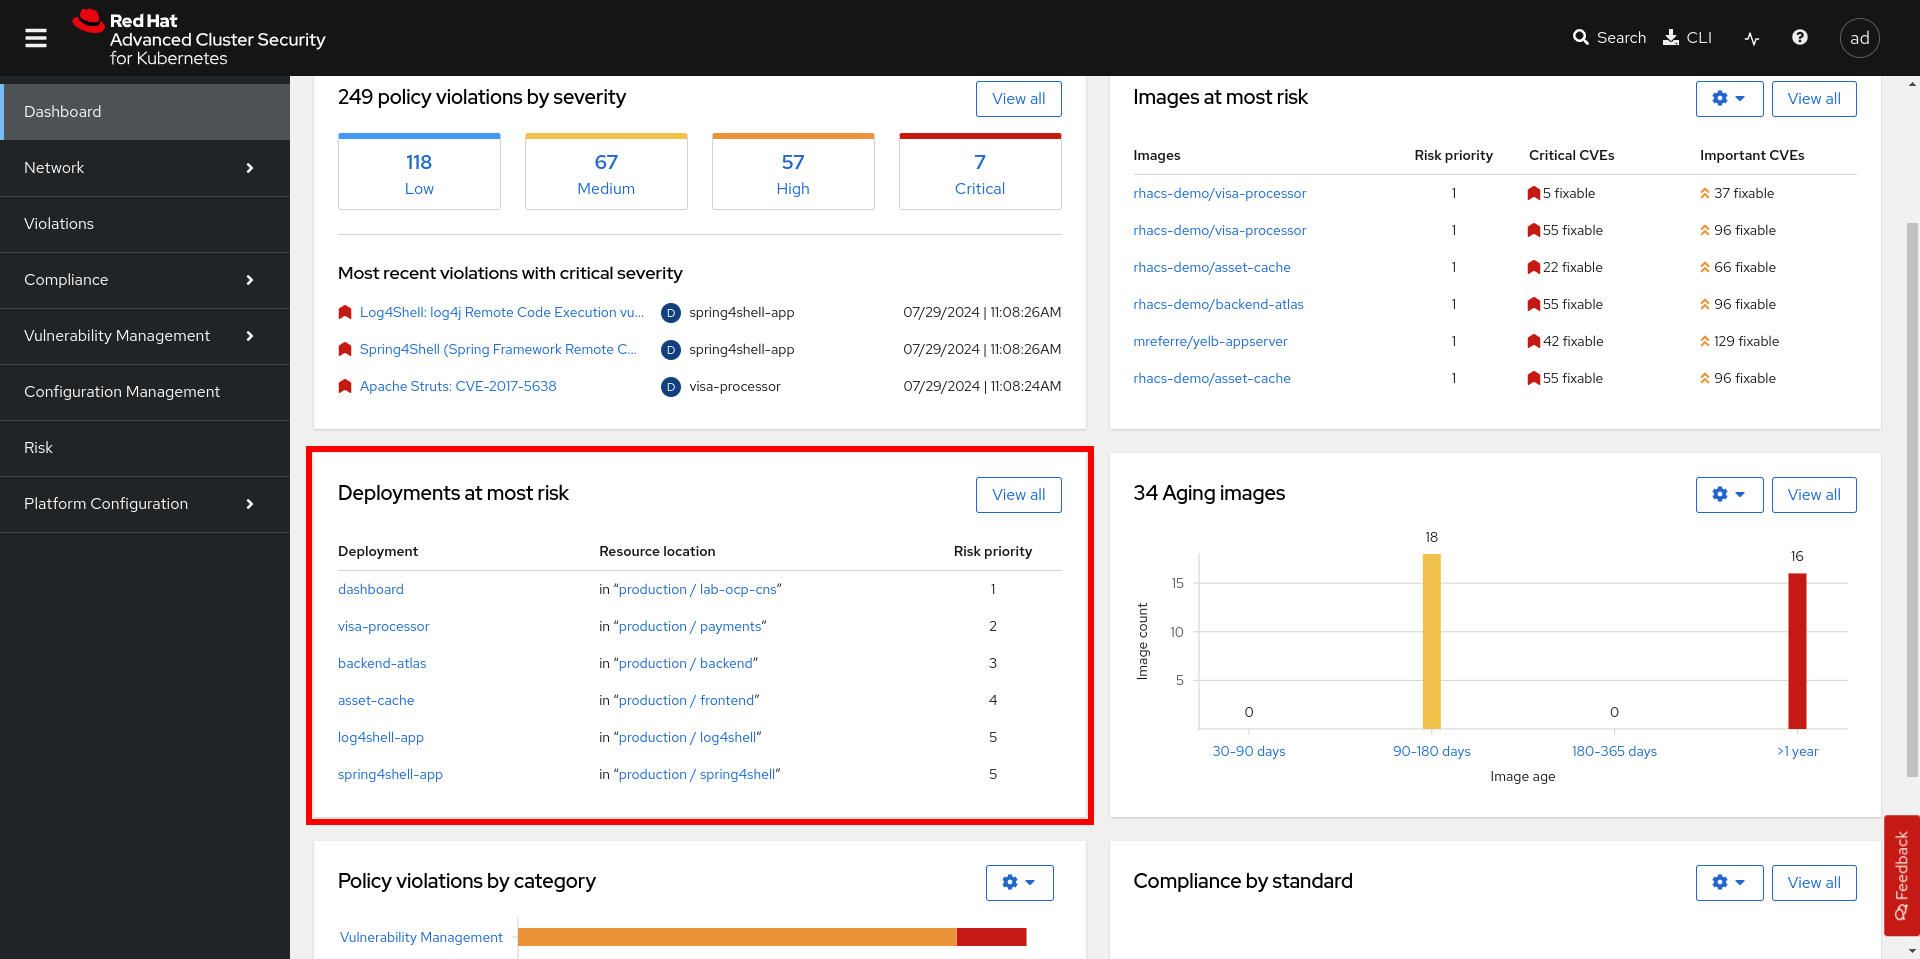 Red Hat
Advanced Cluster Security
for Kubernetes
Search
CLI
ad
Dashboard
Network
Violations
Compliance
Vulnerability Management
Configuration Management
Risk
Platform Configuration
249 policy violations by severity
View all
118
Low
67
Medium
57
High
7
Critical
Most recent violations with critical severity
Log4Shell: log4j Remote Code Execution vu... D spring4shell-app 07/29/2024 | 11:08:26AM
Spring4Shell (Spring Framework Remote C... D spring4shell-app 07/29/2024 | 11:08:26AM
Apache Struts: CVE-2017-5638 D visa-processor 07/29/2024 | 11:08:24AM
Images at most risk
View all
Images Risk priority Critical CVEs Important CVEs
rhacs-demo/visa-processor 1 5 fixable 37 fixable
rhacs-demo/visa-processor 1 55 fixable 96 fixable
rhacs-demo/asset-cache 1 22 fixable 66 fixable
rhacs-demo/backend-atlas 1 55 fixable 96 fixable
mreferre/yelb-appserver 1 42 fixable 129 fixable
rhacs-demo/asset-cache 1 55 fixable 96 fixable
Deployments at most risk
View all
Deployment Resource location Risk priority
dashboard in “production / lab-ocp-cns” 1
visa-processor in “production / payments” 2
backend-atlas in “production / backend” 3
asset-cache in “production / frontend” 4
log4shell-app in “production / log4shell” 5
spring4shell-app in “production / spring4shell” 5
34 Aging images
View all
Image count
15
10
5
0
18
0
16
30-90 days
90-180 days
180-365 days
>1 year
Image age
Policy violations by category
Vulnerability Management
Compliance by standard
View all
Feedback